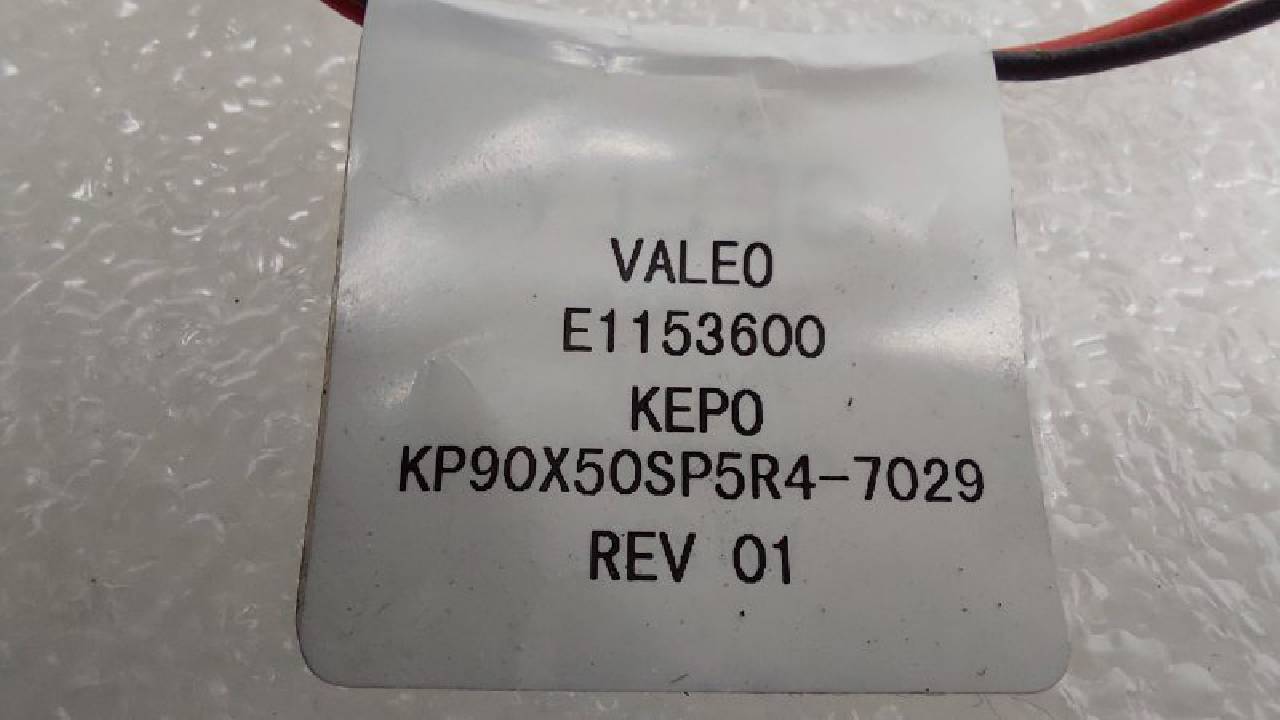 VALEO
E1153600
KEPO
KP90X50SP5R4-7029
REV 01